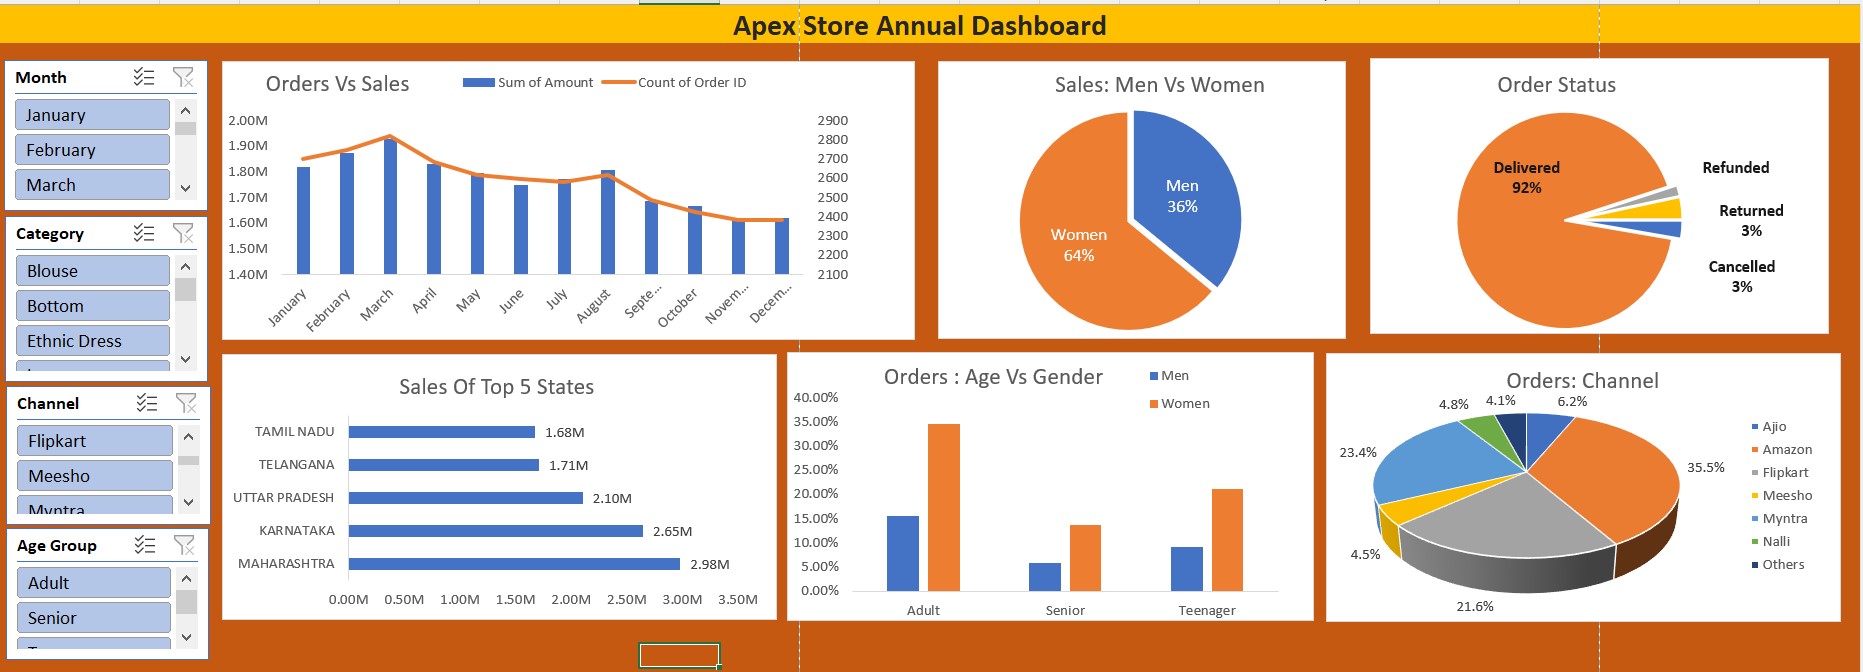 Apex Store Annual Dashboard
Month
January
February
March
Category
Blouse
Bottom
Ethnic Dress
Channel
Flipkart
Meesho
Myntra
Age Group
Adult
Senior
Orders Vs Sales
Sum of Amount
Count of Order ID
2.00M
1.90M
1.80M
1.70M
1.60M
1.50M
1.40M
2900
2800
2700
2600
2500
2400
2300
2200
2100
January
February
March
April
May
June
July
August
Septe...
October
Novem...
Decem...
Sales: Men Vs Women
Men
36%
Women
64%
Order Status
Delivered
92%
Refunded
Returned
3%
Cancelled
3%
Sales Of Top 5 States
TAMIL NADU
1.68M
TELANGANA
1.71M
UTTAR PRADESH
2.10M
KARNATAKA
2.65M
MAHARASHTRA
2.98M
0.00M 0.50M 1.00M 1.50M 2.00M 2.50M 3.00M 3.50M
Orders : Age Vs Gender
Men
Women
40.00%
35.00%
30.00%
25.00%
20.00%
15.00%
10.00%
5.00%
0.00%
Adult
Senior
Teenager
Orders: Channel
4.8%
4.1%
6.2%
23.4%
35.5%
4.5%
21.6%
Ajio
Amazon
Flipkart
Meesho
Myntra
Nalli
Others